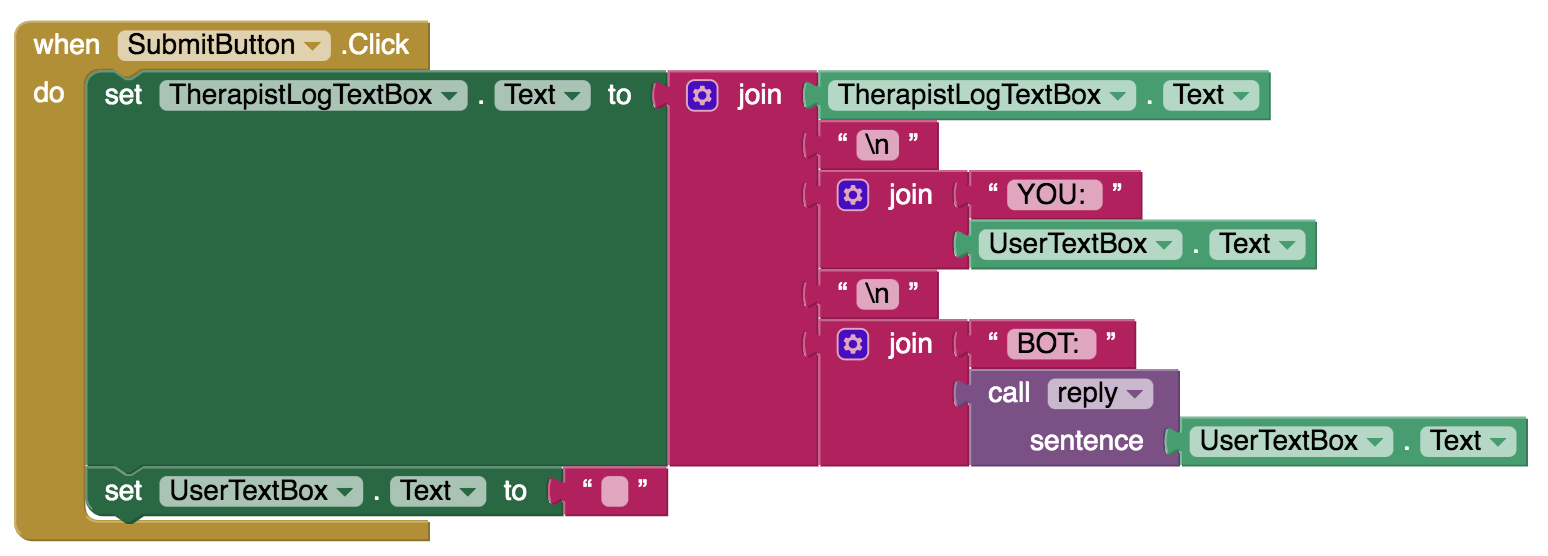 when SubmitButton .Click
do set TherapistLogTextBox . Text to join TherapistLogTextBox . Text
“ \n ”
join “ YOU: ”
UserTextBox . Text
“ \n ”
join “ BOT: ”
call reply
sentence UserTextBox . Text
set UserTextBox . Text to “ ”